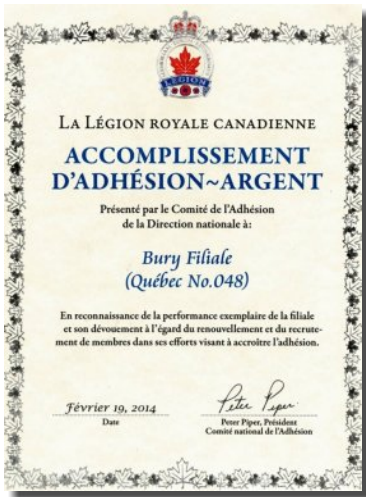 LEGION
LA LÉGION ROYALE CANADIENNE
ACCOMPLISSEMENT
D'ADHÉSION~ARGENT
Présenté par le Comité de l'Adhésion
de la Direction nationale à:
Bury Filiale
(Québec No.048)
En reconnaissance de la performance exemplaire de la filiale
et son dévouement à l'égard du renouvellement et du recrute-
ment de membres dans ses efforts visant à accroître l'adhésion.
Février 19, 2014
Date
Peter Piper
Peter Piper, Président
Comité national de l'Adhésion